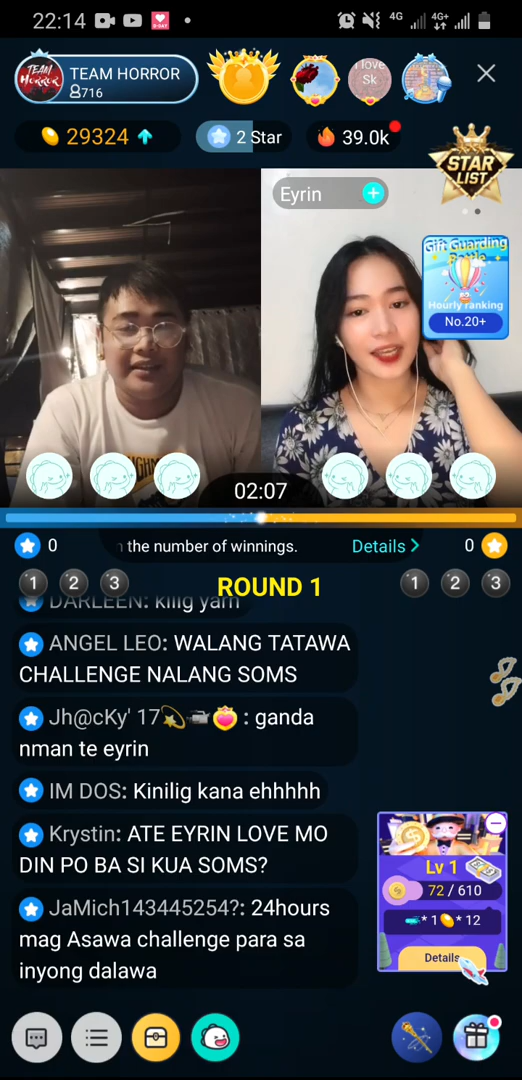 22:14
4G
4G+
TEAM HORROR
TEAM HORROR
716
I love
Sk
29324
2 Star
39.0k
STAR
LIST
Eyrin
Gift Guarding
Battle
Hourly ranking
No.20+
02:07
0
the number of winnings.
Details >
0
1 2 3
ROUND 1
1 2 3
DARLEEN: kilig yarn
ANGEL LEO: WALANG TATAWA
CHALLENGE NALANG SOMS
Jh@cKy' 17💫🔫💟 : ganda
nman te eyrin
IM DOS: Kinilig kana ehhhhh
Krystin: ATE EYRIN LOVE MO
DIN PO BA SI KUA SOMS?
JaMich143445254?: 24hours
mag Asawa challenge para sa
inyong dalawa
Lv 1
72 / 610
* 1 * 12
Details